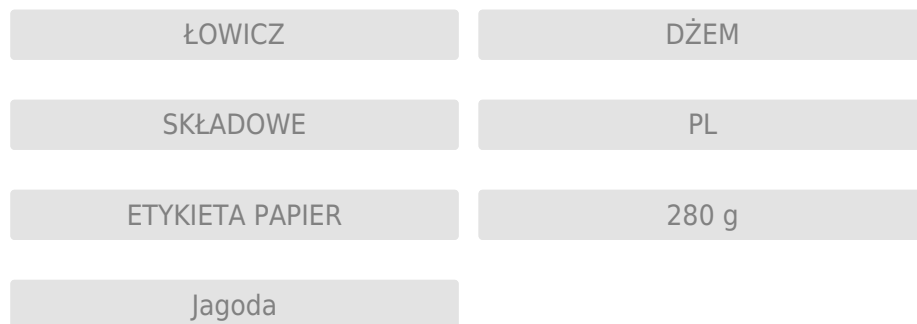 ŁOWICZ
DŻEM
SKŁADOWE
PL
ETYKIETA PAPIER
280 g
Jagoda